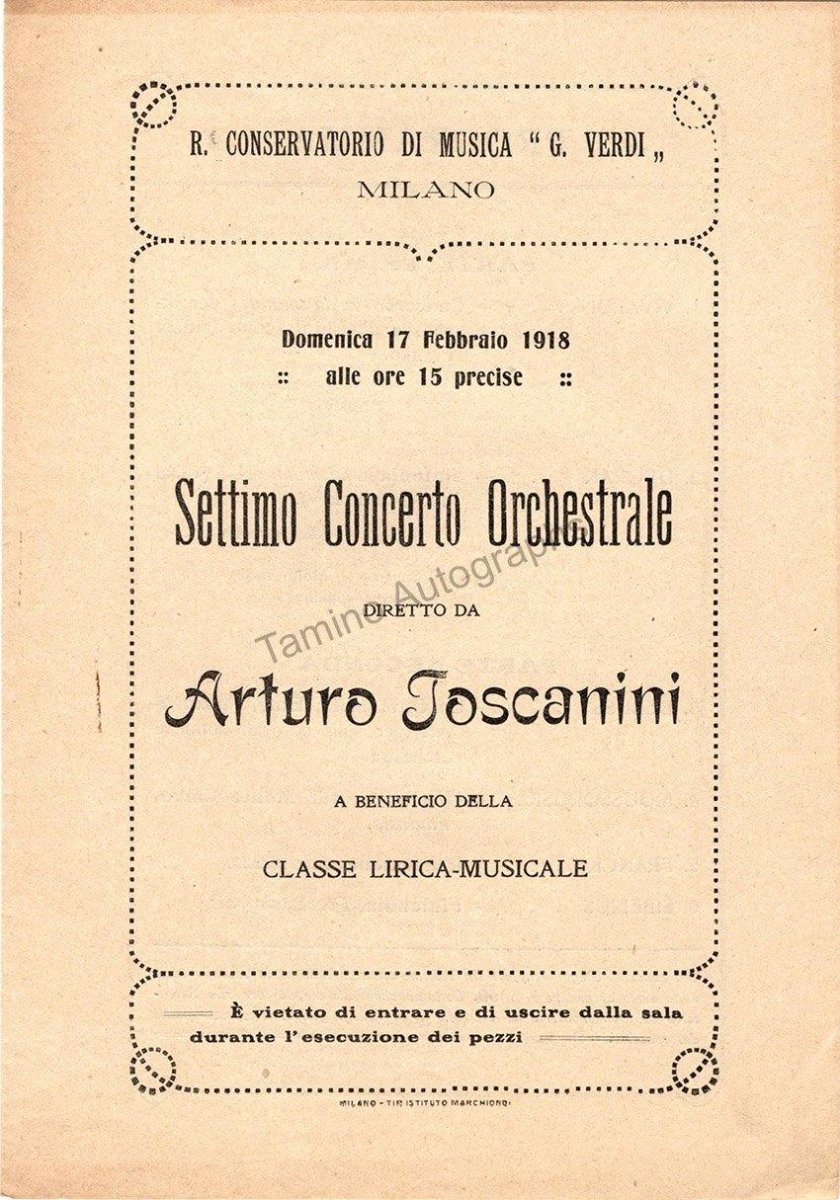 R. CONSERVATORIO DI MUSICA “ G. VERDI „
MILANO
Domenica 17 Febbraio 1918
:: alle ore 15 precise ::
Settimo Concerto Orchestrale
DIRETTO DA
Tamino Autographs
Arturo Toscanini
A BENEFICIO DELLA
CLASSE LIRICA-MUSICALE
È vietato di entrare e di uscire dalla sala
durante l'esecuzione dei pezzi
MILANO - TIP. ISTITUTO MARCHIONDI